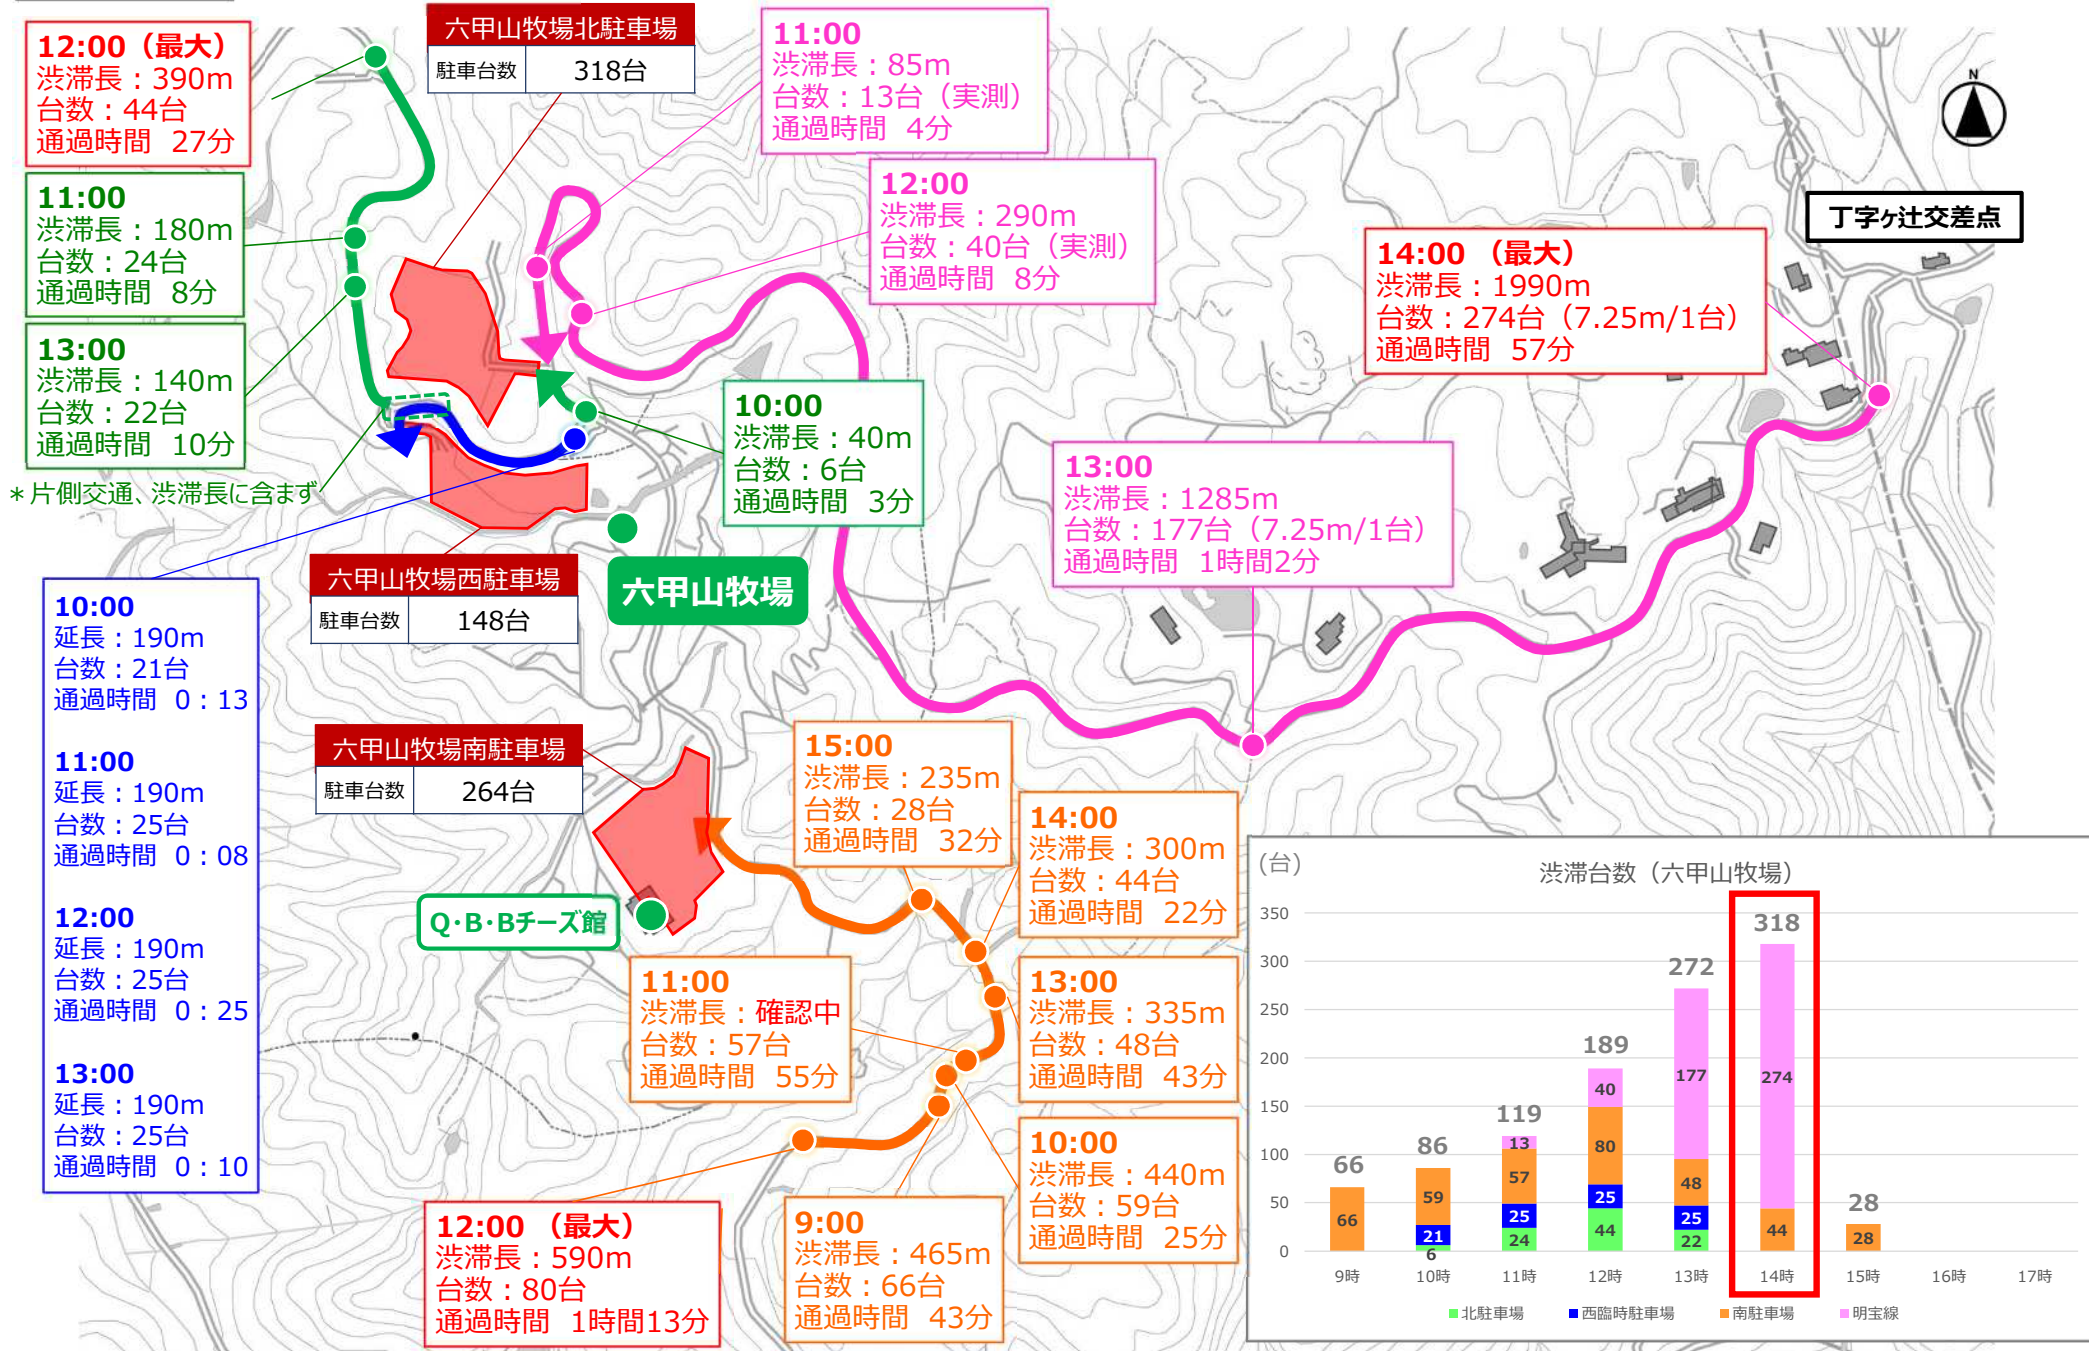 12:00（最大）
渋滞長：390m
台数：44台
通過時間 27分
11:00
渋滞長：180m
台数：24台
通過時間 8分
13:00
渋滞長：140m
台数：22台
通過時間 10分
＊片側交通、渋滞長に含まず
六甲山牧場北駐車場
駐車台数 318台
11:00
渋滞長：85m
台数：13台（実測）
通過時間 4分
12:00
渋滞長：290m
台数：40台（実測）
通過時間 8分
N
丁字ヶ辻交差点
14:00（最大）
渋滞長：1990m
台数：274台（7.25m/1台）
通過時間 57分
10:00
渋滞長：40m
台数：6台
通過時間 3分
13:00
渋滞長：1285m
台数：177台（7.25m/1台）
通過時間 1時間2分
六甲山牧場西駐車場
駐車台数 148台
六甲山牧場
10:00
延長：190m
台数：21台
通過時間 0：13
11:00
延長：190m
台数：25台
通過時間 0：08
12:00
延長：190m
台数：25台
通過時間 0：25
13:00
延長：190m
台数：25台
通過時間 0：10
六甲山牧場南駐車場
駐車台数 264台
Q・B・Bチーズ館
15:00
渋滞長：235m
台数：28台
通過時間 32分
14:00
渋滞長：300m
台数：44台
通過時間 22分
11:00
渋滞長：確認中
台数：57台
通過時間 55分
13:00
渋滞長：335m
台数：48台
通過時間 43分
10:00
渋滞長：440m
台数：59台
通過時間 25分
12:00（最大）
渋滞長：590m
台数：80台
通過時間 1時間13分
9:00
渋滞長：465m
台数：66台
通過時間 43分
(台)
渋滞台数（六甲山牧場）
350
300
250
200
150
100
50
0
66
66
86
59
21
6
119
13
57
25
24
189
40
80
25
44
272
177
48
25
22
318
274
44
28
28
9時 10時 11時 12時 13時 14時 15時 16時 17時
北駐車場 西臨時駐車場 南駐車場 明宝線